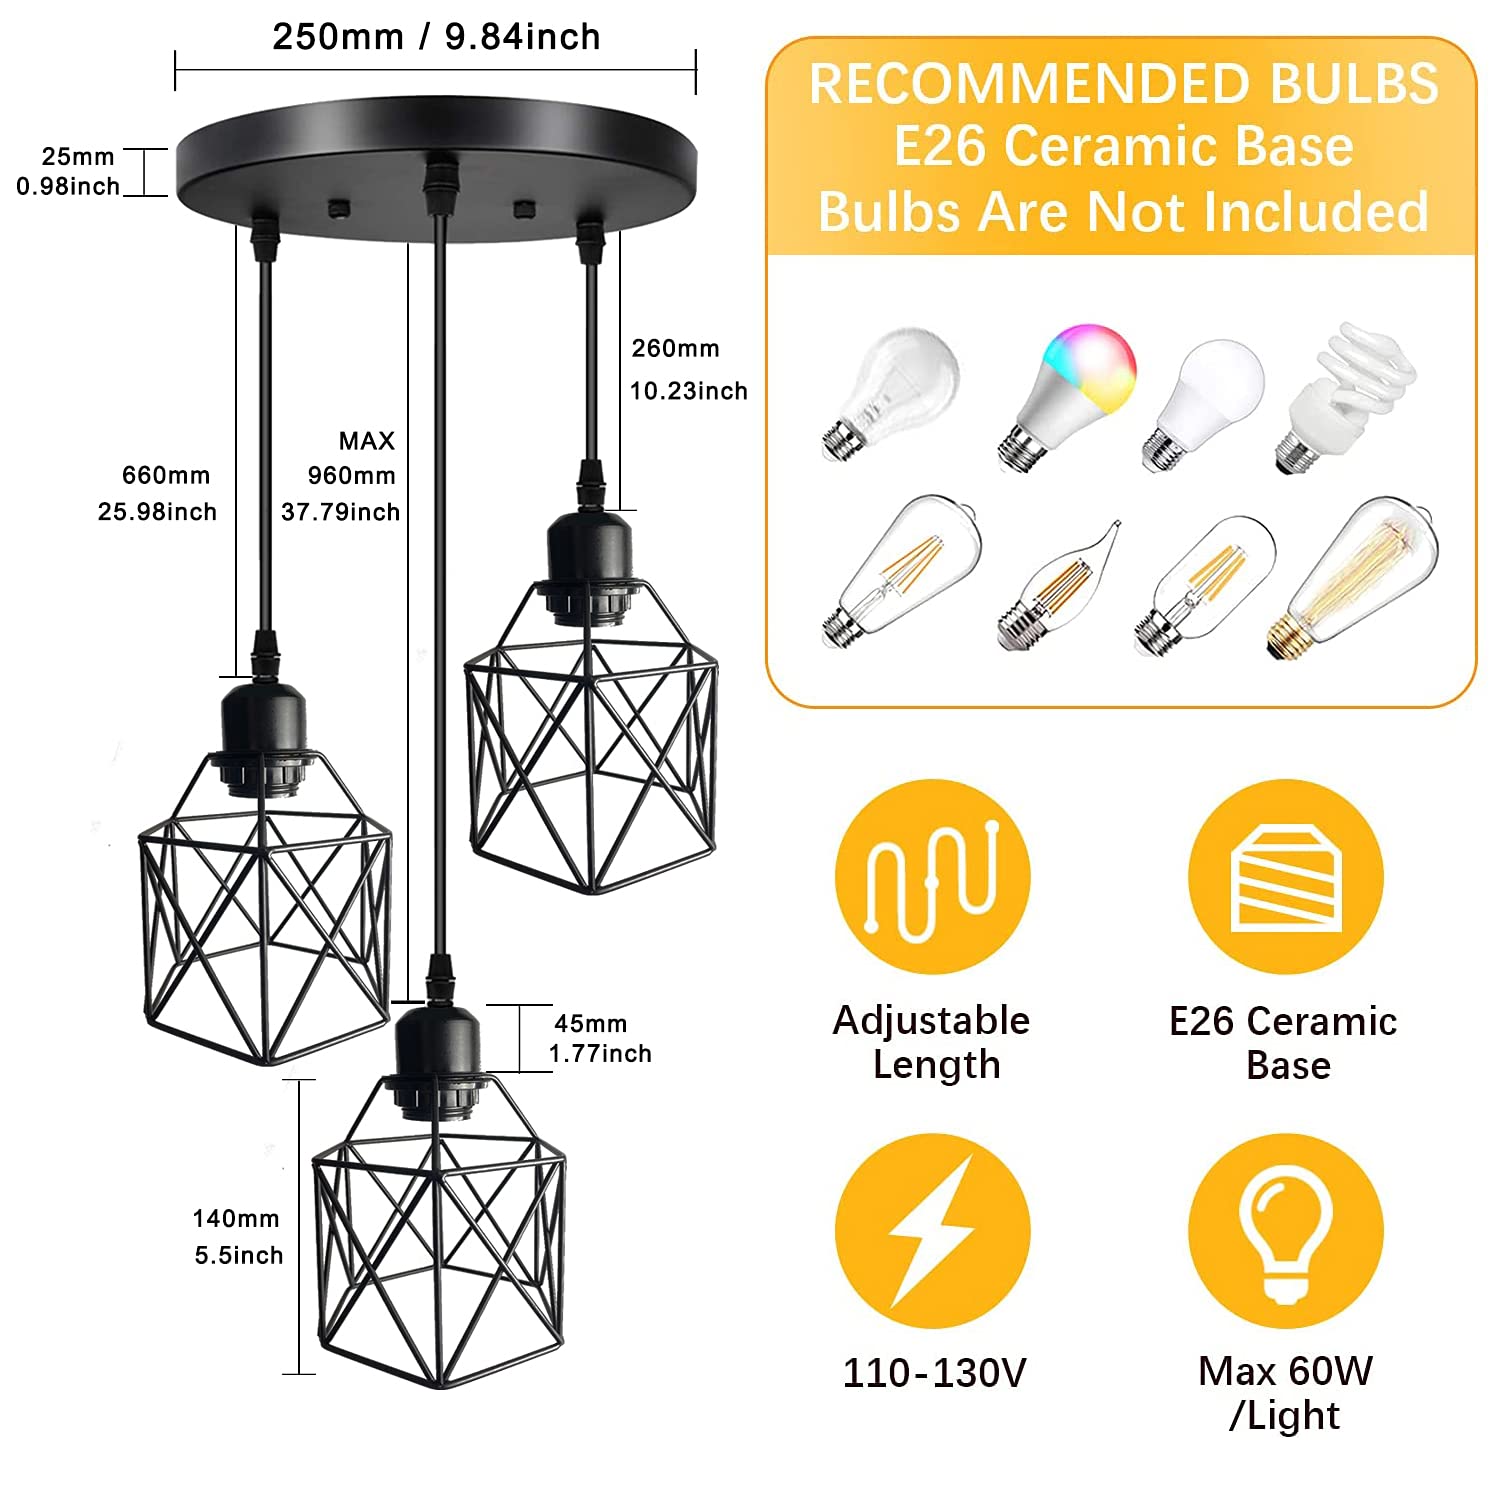 250mm / 9.84inch
25mm
0.98inch
260mm
10.23inch
MAX
960mm
37.79inch
660mm
25.98inch
45mm
1.77inch
140mm
5.5inch
RECOMMENDED BULBS
E26 Ceramic Base
Bulbs Are Not Included
Adjustable
Length
E26 Ceramic
Base
110-130V
Max 60W
/Light